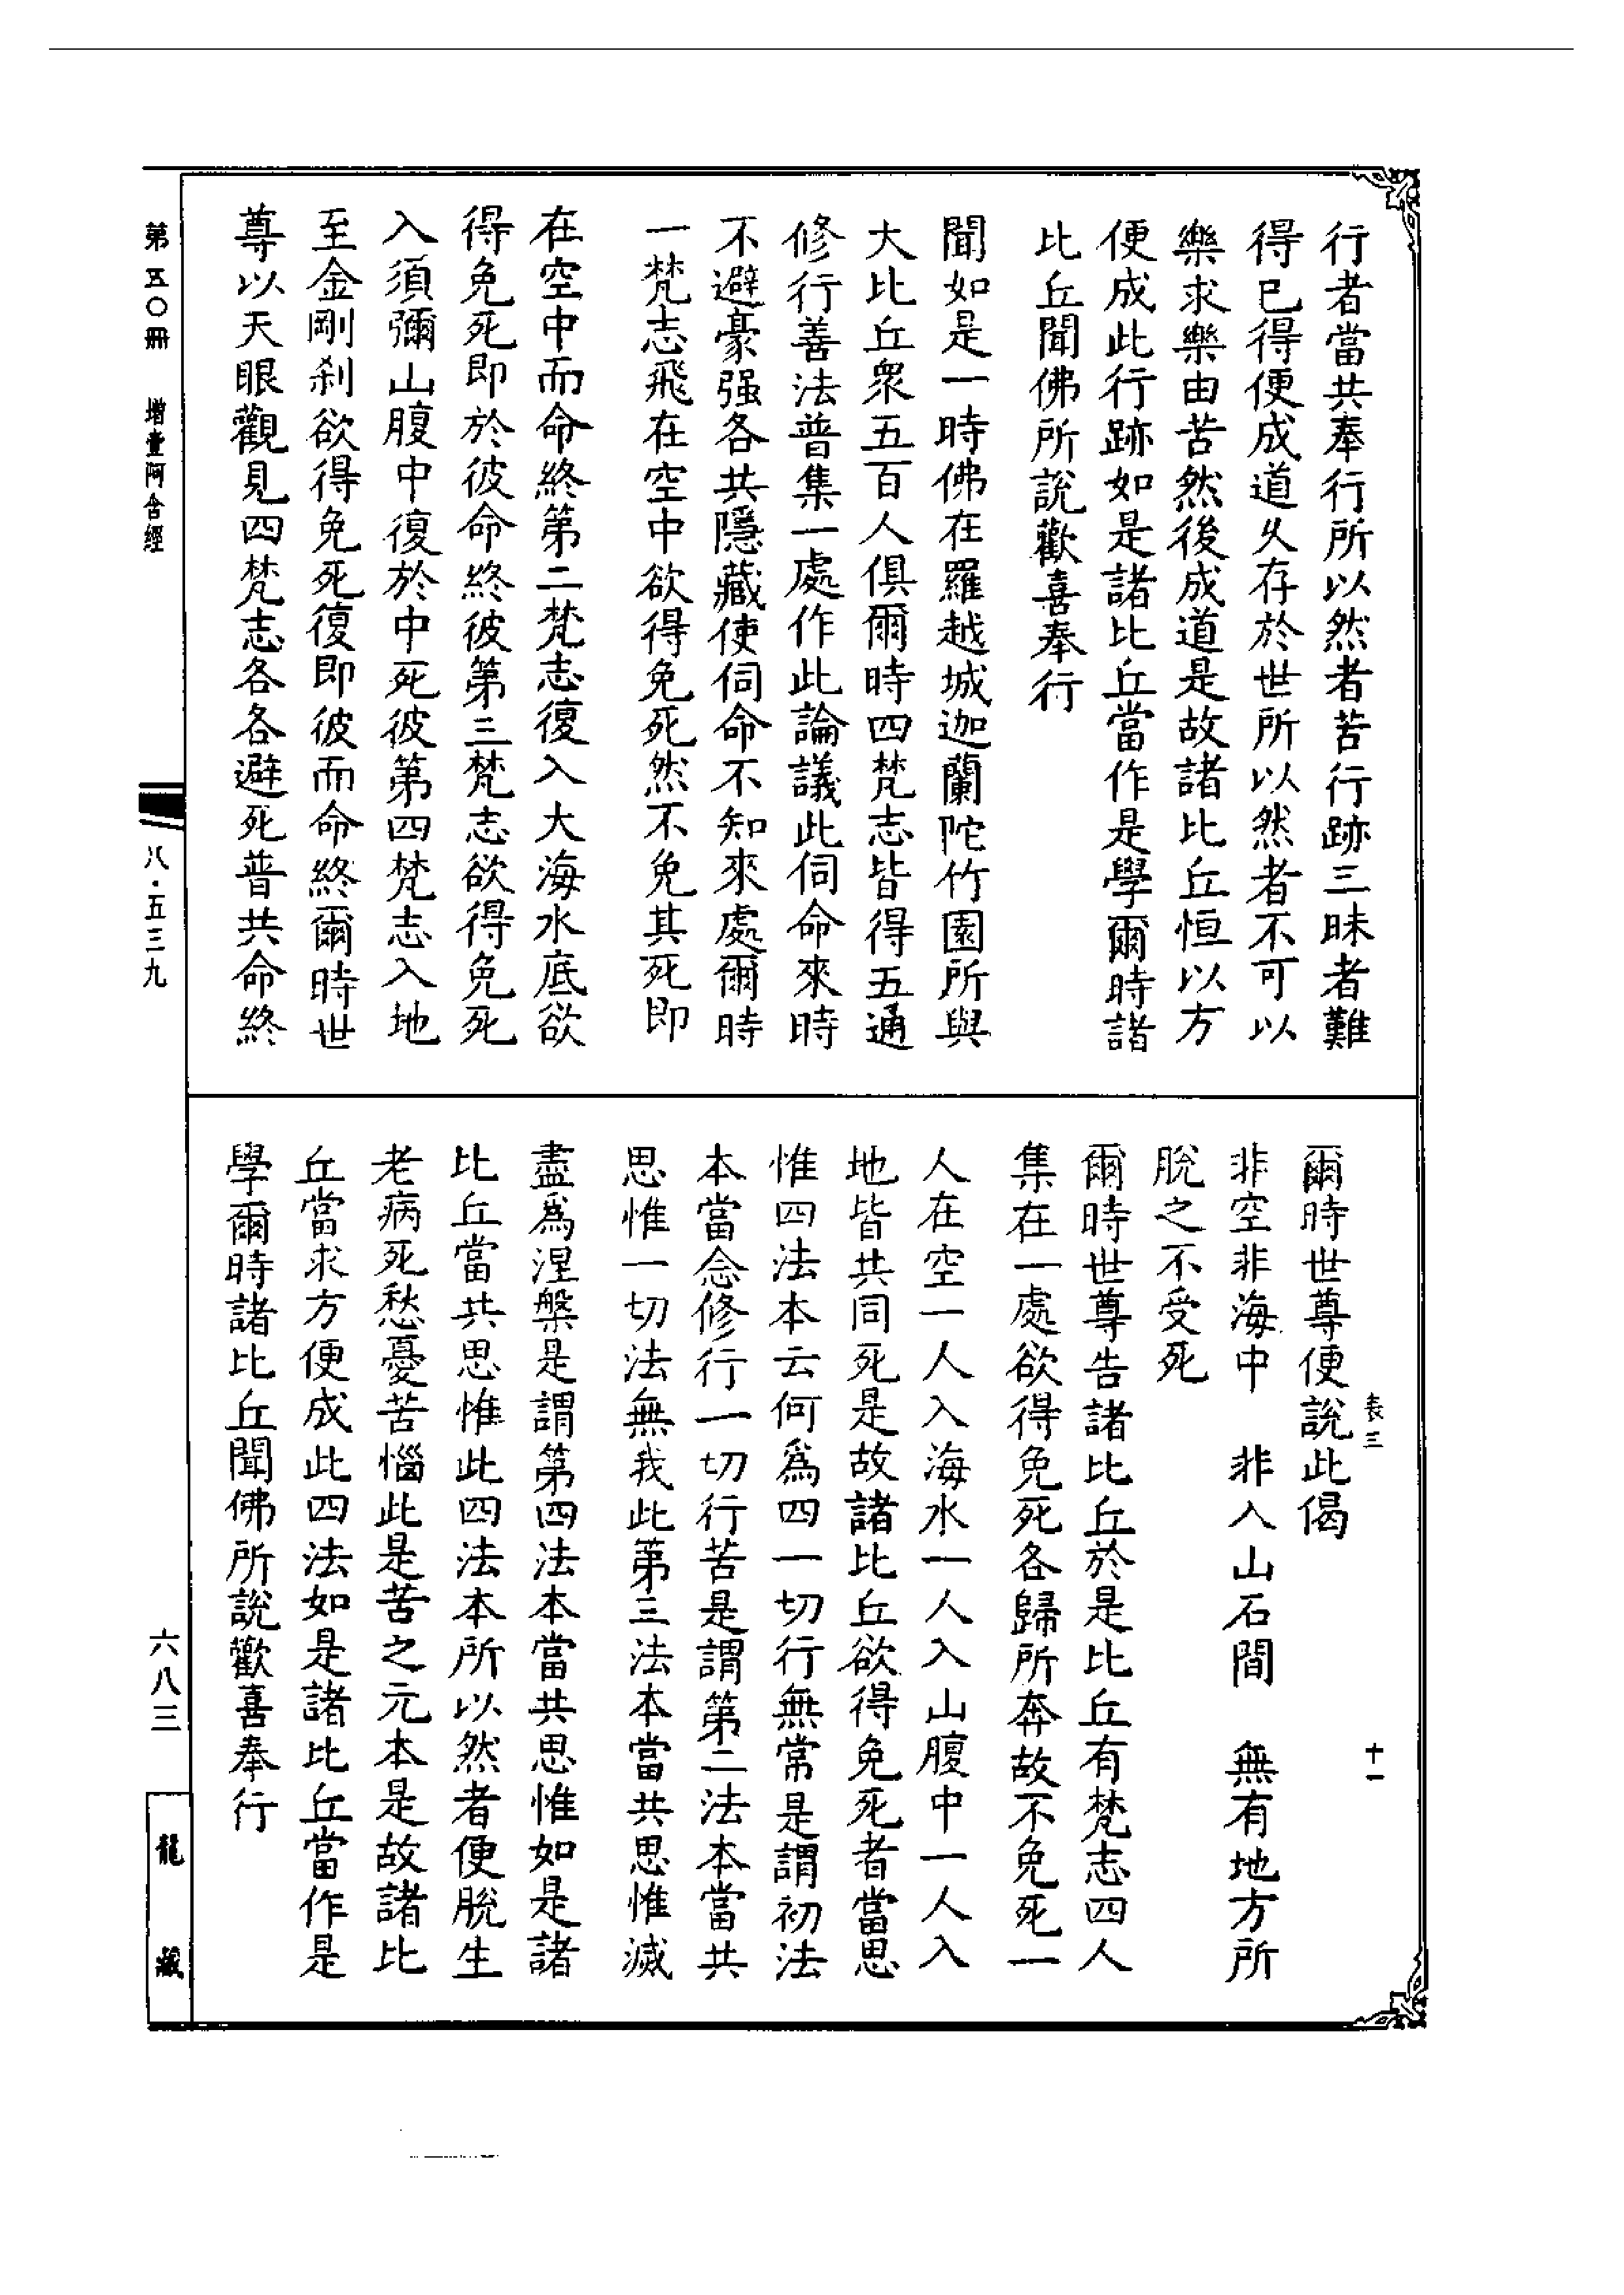 行者當共奉行所以然者苦行跡三昧者難
得已得便成道久存於世所以然者不可以
樂求樂由苦然後成道是故諸比丘恒以方
便成此行跡如是諸比丘當作是學爾時諸
比丘聞佛所說歡喜奉行
聞如是一時佛在羅越城迦蘭陀竹園所與
大比丘衆五百人俱爾時四梵志皆得五通
修行善法普集一處作此論議此伺命來時
不避豪强各共隱藏使伺命不知來處爾時
一梵志飛在空中欲得免死然不免其死即
在空中而命終第二梵志復入大海水底欲
得免死即於彼命終彼第三梵志欲得免死
入須彌山腹中復於中死彼第四梵志入地
至金剛刹欲得免死復即彼而命終爾時世
尊以天眼觀見四梵志各各避死普共命終
爾時世尊便說此偈
非空非海中　非入山石間　無有地方所
脫之不受死
爾時世尊告諸比丘於是比丘有梵志四人
集在一處欲得免死各歸所奔故不免死一
人在空一人入海水一人入山腹中一人入
地皆共同死是故諸比丘欲得免死者當思
惟四法本云何爲四一切行無常是謂初法
本當念修行一切行苦是謂第二法本當共
思惟一切法無我此第三法本當共思惟滅
盡爲涅槃是謂第四法本當共思惟如是諸
比丘當共思惟此四法本所以然者便脫生
老病死愁憂苦惱此是苦之元本是故諸比
丘當求方便成此四法如是諸比丘當作是
學爾時諸比丘聞佛所說歡喜奉行
表三　十一
第五〇冊　增壹阿含經
八·五三九
六八三
龍藏